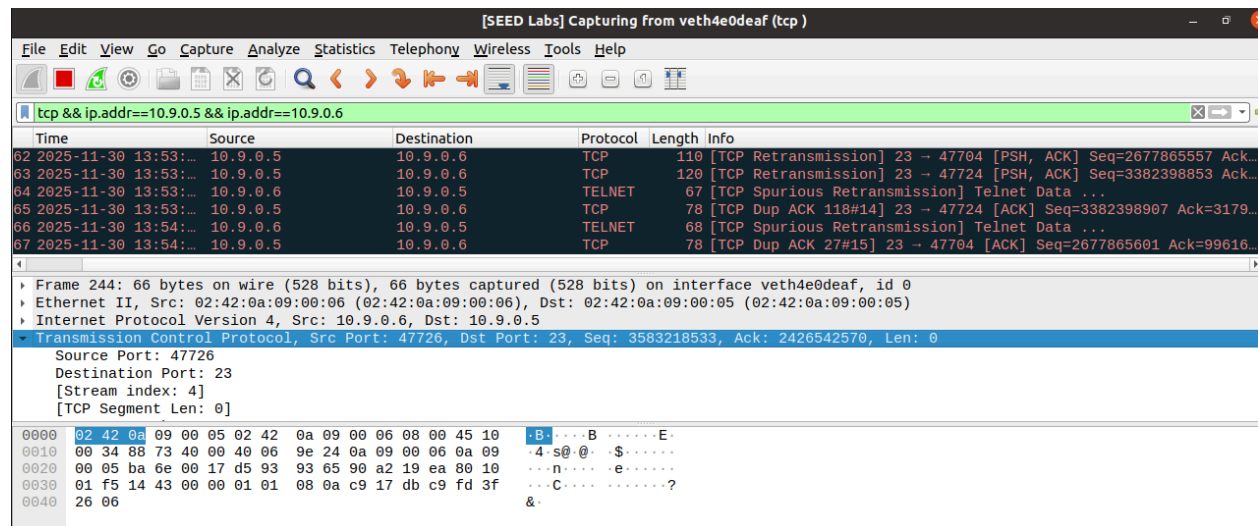 [SEED Labs] Capturing from veth4e0deaf (tcp )
File Edit View Go Capture Analyze Statistics Telephony Wireless Tools Help
tcp && ip.addr==10.9.0.5 && ip.addr==10.9.0.6
Time Source Destination Protocol Length Info
62 2025-11-30 13:53:… 10.9.0.5 10.9.0.6 TCP 110 [TCP Retransmission] 23 → 47704 [PSH, ACK] Seq=2677865557 Ack…
63 2025-11-30 13:53:… 10.9.0.5 10.9.0.6 TCP 120 [TCP Retransmission] 23 → 47724 [PSH, ACK] Seq=3382398853 Ack…
64 2025-11-30 13:53:… 10.9.0.6 10.9.0.5 TELNET 67 [TCP Spurious Retransmission] Telnet Data ...
65 2025-11-30 13:53:… 10.9.0.5 10.9.0.6 TCP 78 [TCP Dup ACK 118#14] 23 → 47724 [ACK] Seq=3382398907 Ack=3179…
66 2025-11-30 13:54:… 10.9.0.6 10.9.0.5 TELNET 68 [TCP Spurious Retransmission] Telnet Data ...
67 2025-11-30 13:54:… 10.9.0.5 10.9.0.6 TCP 78 [TCP Dup ACK 27#15] 23 → 47704 [ACK] Seq=2677865601 Ack=99616…
Frame 244: 66 bytes on wire (528 bits), 66 bytes captured (528 bits) on interface veth4e0deaf, id 0
Ethernet II, Src: 02:42:0a:09:00:06 (02:42:0a:09:00:06), Dst: 02:42:0a:09:00:05 (02:42:0a:09:00:05)
Internet Protocol Version 4, Src: 10.9.0.6, Dst: 10.9.0.5
Transmission Control Protocol, Src Port: 47726, Dst Port: 23, Seq: 3583218533, Ack: 2426542570, Len: 0
Source Port: 47726
Destination Port: 23
[Stream index: 4]
[TCP Segment Len: 0]
0000 02 42 0a 09 00 05 02 42 0a 09 00 06 08 00 45 10 ·B·····B ······E·
0010 00 34 88 73 40 00 40 06 9e 24 0a 09 00 06 0a 09 ·4·s@·@· ·$······
0020 00 05 ba 6e 00 17 d5 93 93 65 90 a2 19 ea 80 10 ···n···· ·e······
0030 01 f5 14 43 00 00 01 01 08 0a c9 17 db c9 fd 3f ···C···· ·······?
0040 26 06 &·